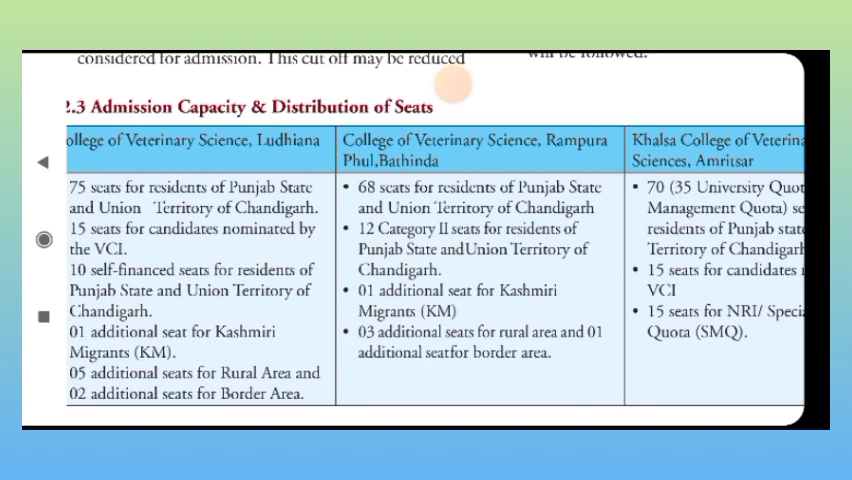 considered for admission. This cut off may be reduced
will be followed.
2.3 Admission Capacity & Distribution of Seats
ollege of Veterinary Science, Ludhiana
75 seats for residents of Punjab State
and Union Territory of Chandigarh.
15 seats for candidates nominated by
the VCI.
10 self-financed seats for residents of
Punjab State and Union Territory of
Chandigarh.
01 additional seat for Kashmiri
Migrants (KM).
05 additional seats for Rural Area and
02 additional seats for Border Area.
College of Veterinary Science, Rampura
Phul,Bathinda
• 68 seats for residents of Punjab State
and Union Territory of Chandigarh
• 12 Category II seats for residents of
Punjab State andUnion Territory of
Chandigarh.
• 01 additional seat for Kashmiri
Migrants (KM)
• 03 additional seats for rural area and 01
additional seatfor border area.
Khalsa College of Veterina
Sciences, Amritsar
• 70 (35 University Quot
Management Quota) se
residents of Punjab state
Territory of Chandigarh
• 15 seats for candidates
VCI
• 15 seats for NRI/ Specia
Quota (SMQ).